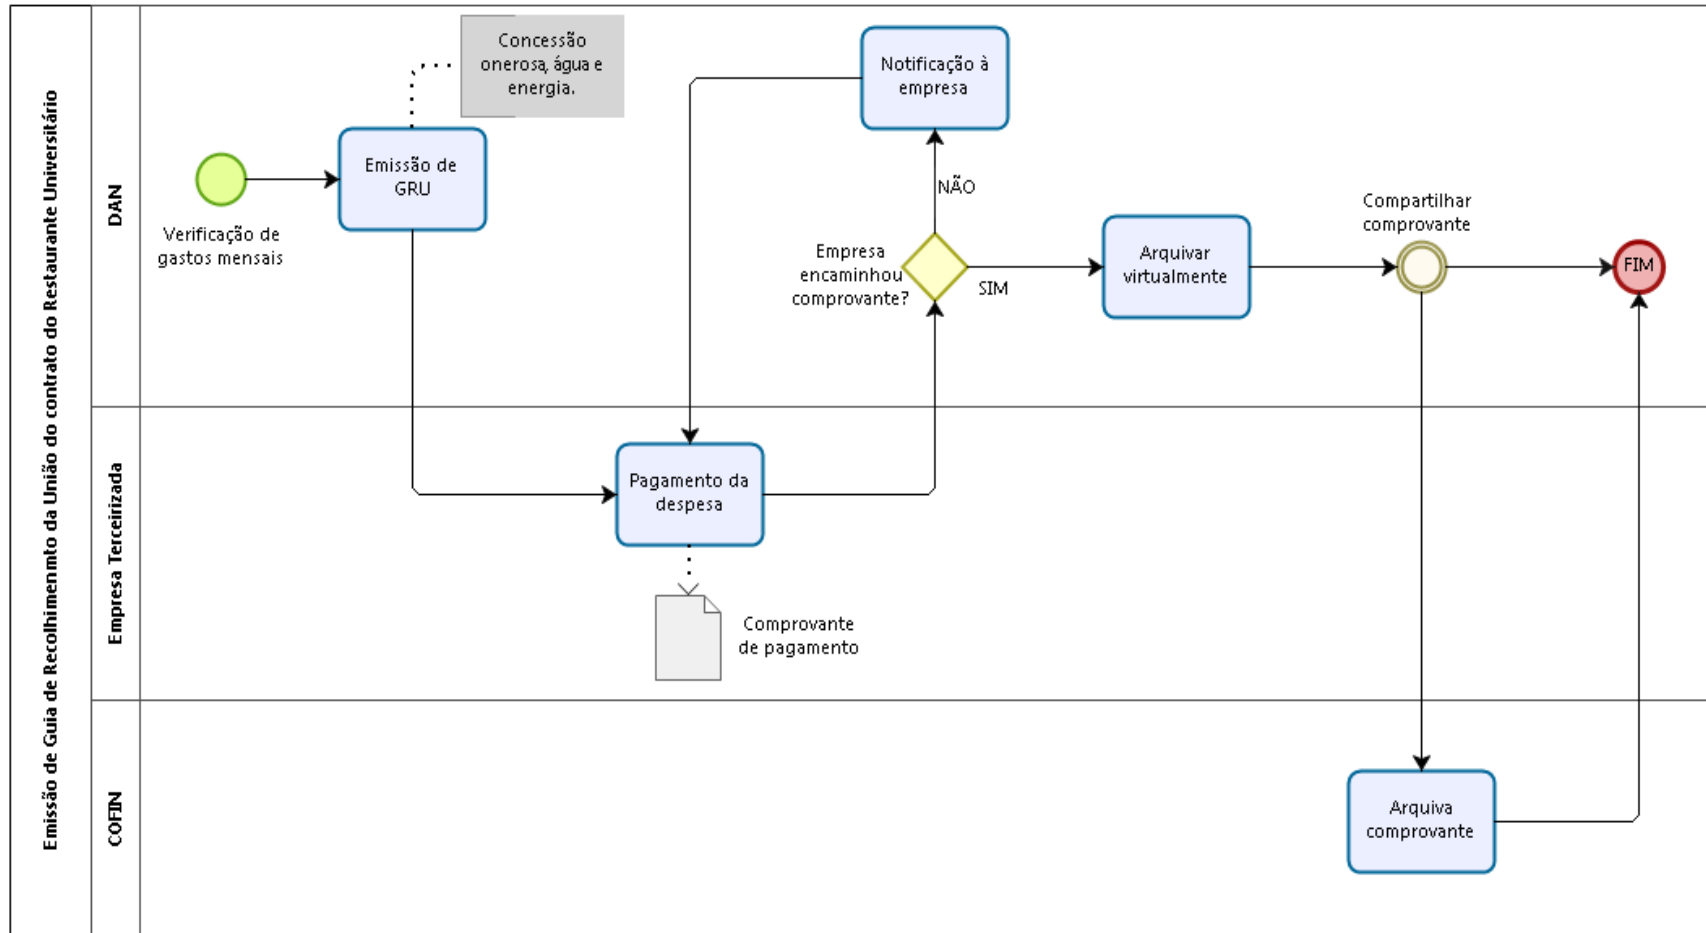 Emissão de Guia de Recolhimenmto da União do contrato do Restaurante Universitário
DAN
Verificação de
gastos mensais
Emissão de
GRU
Concessão
onerosa, água e
energia.
Notificação à
empresa
NÃO
Empresa
encaminhou
comprovante?
SIM
Arquivar
virtualmente
Compartilhar
comprovante
FIM
Empresa Terceirizada
Pagamento da
despesa
Comprovante
de pagamento
COFIN
Arquiva
comprovante